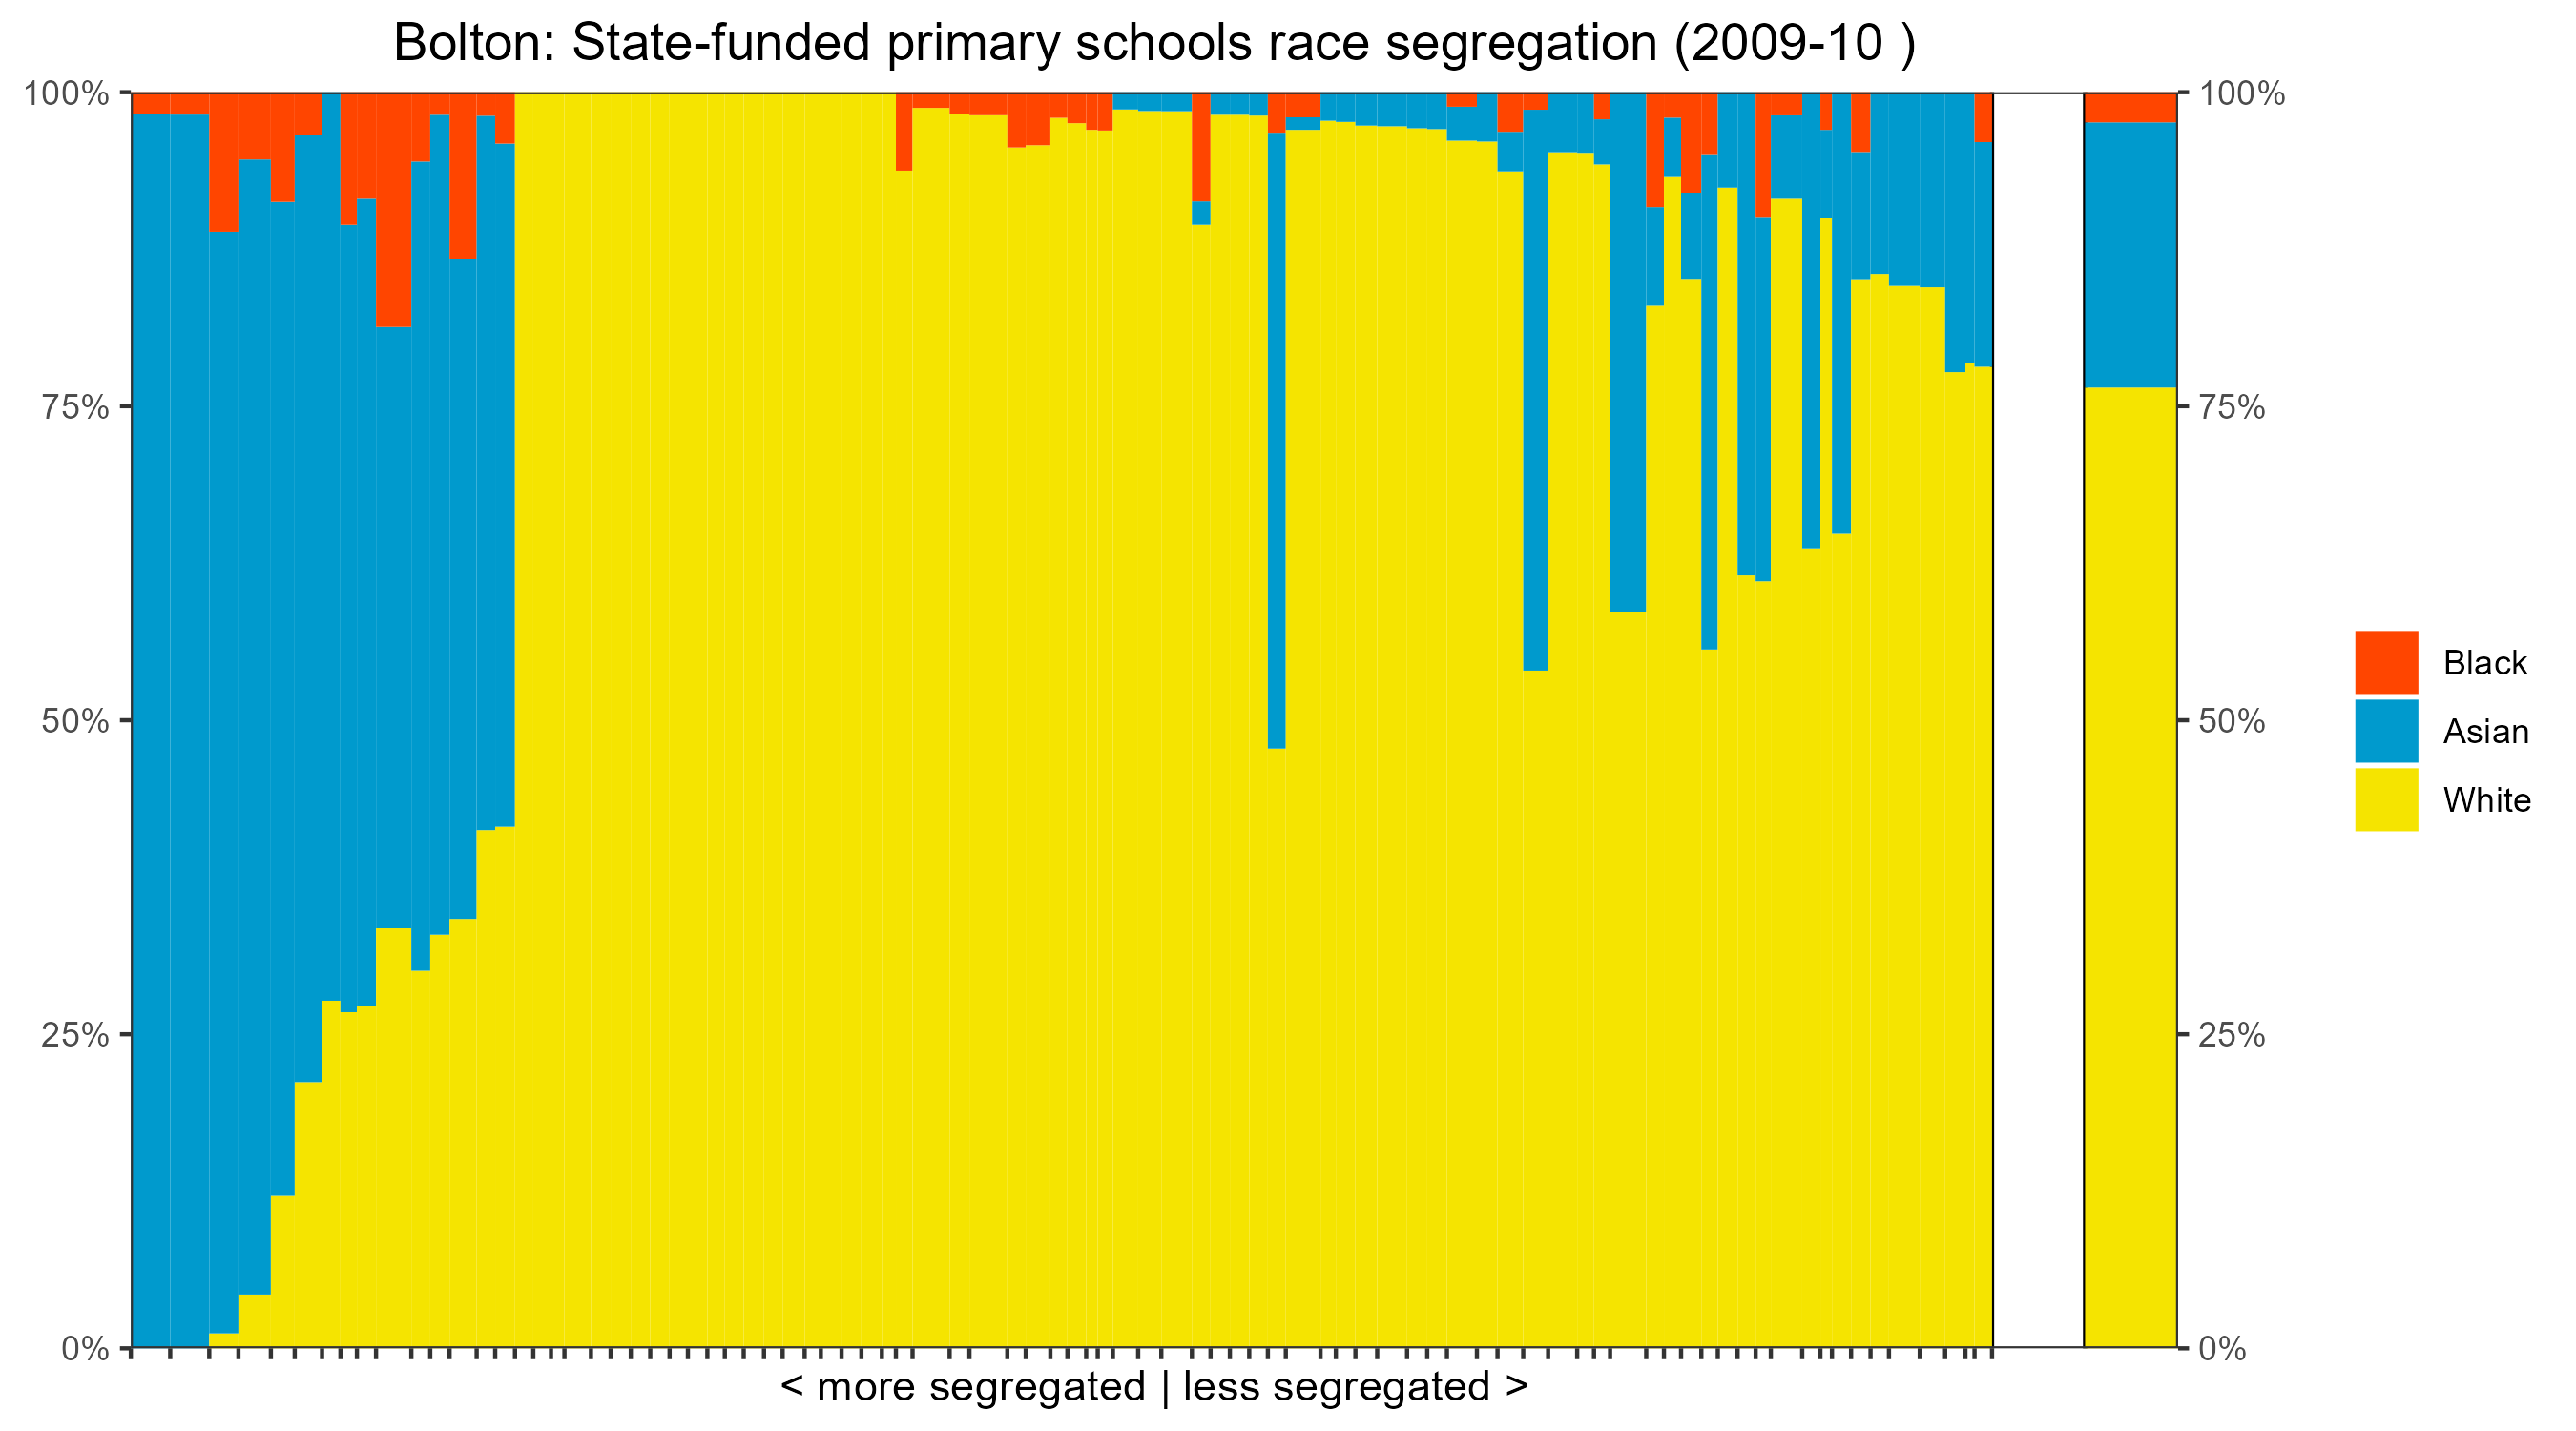 Bolton: State-funded primary schools race segregation (2009-10 )
100%
75%
50%
25%
0%
100%
75%
50%
25%
0%
Black
Asian
White
< more segregated | less segregated >